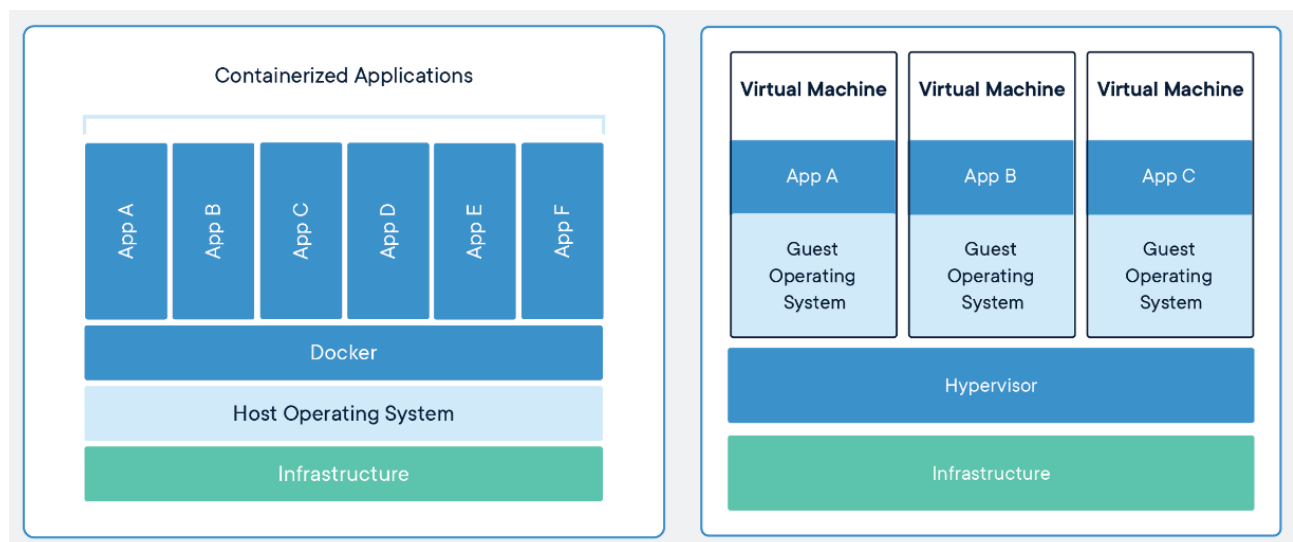 Containerized Applications
App A
App B
App C
App D
App E
App F
Docker
Host Operating System
Infrastructure
Virtual Machine
App A
Guest
Operating
System
Virtual Machine
App B
Guest
Operating
System
Virtual Machine
App C
Guest
Operating
System
Hypervisor
Infrastructure